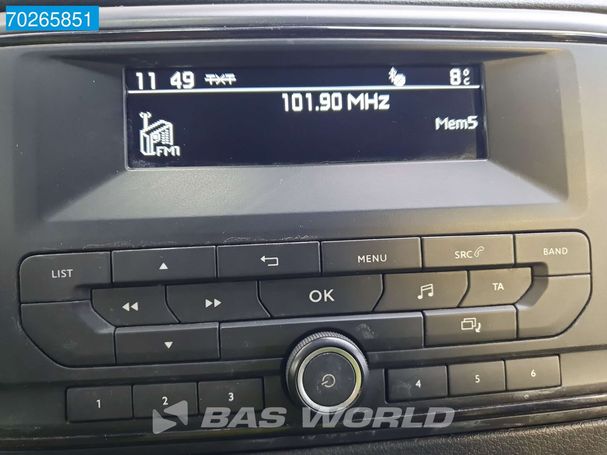 70265851
11 49 TXT 8°C
101.90 MHz
FM1 Mem5
LIST MENU SRC BAND
OK TA
1 2 3 4 5 6
BAS WORLD